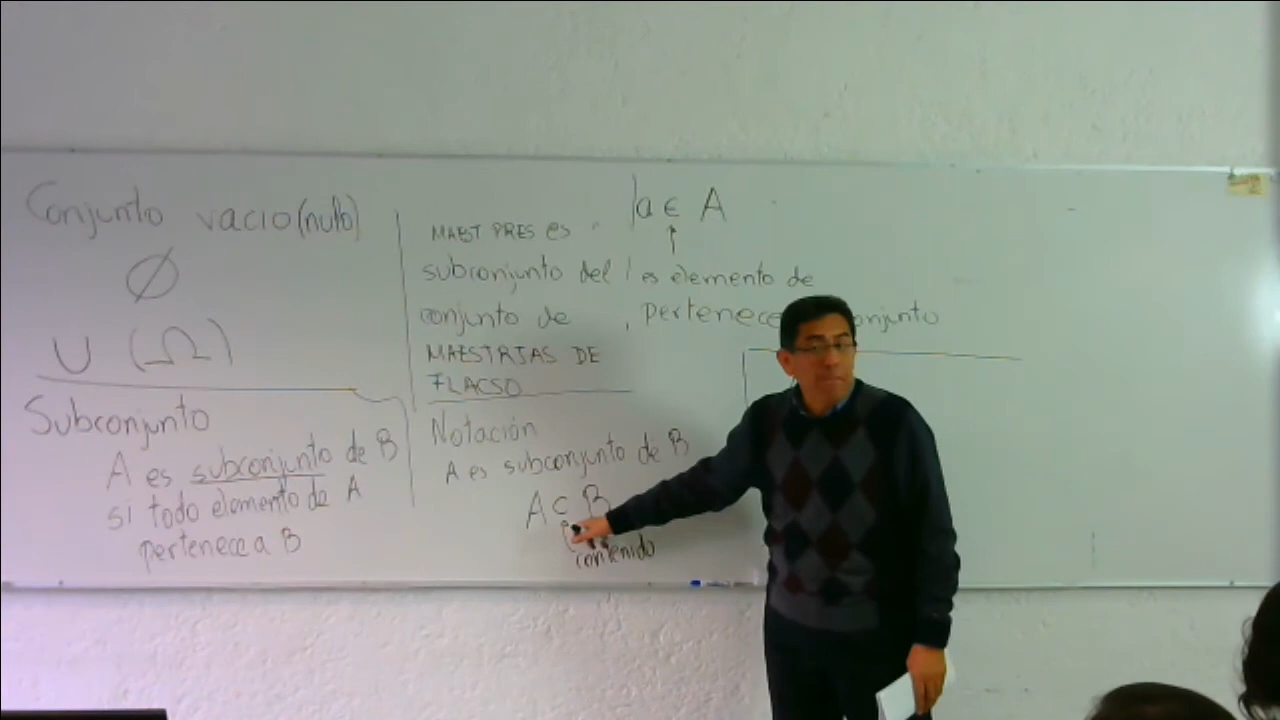 Conjunto vacio (nulo)
∅
U (Ω)
Subconjunto
A es subconjunto de B
si todo elemento de A
pertenece a B
MAEST PRES es
subconjunto del
conjunto de
MAESTRIAS DE
FLACSO
Notación
A es subconjunto de B
A ⊂ B
contenido
a ∈ A
es elemento de
pertenece conjunto